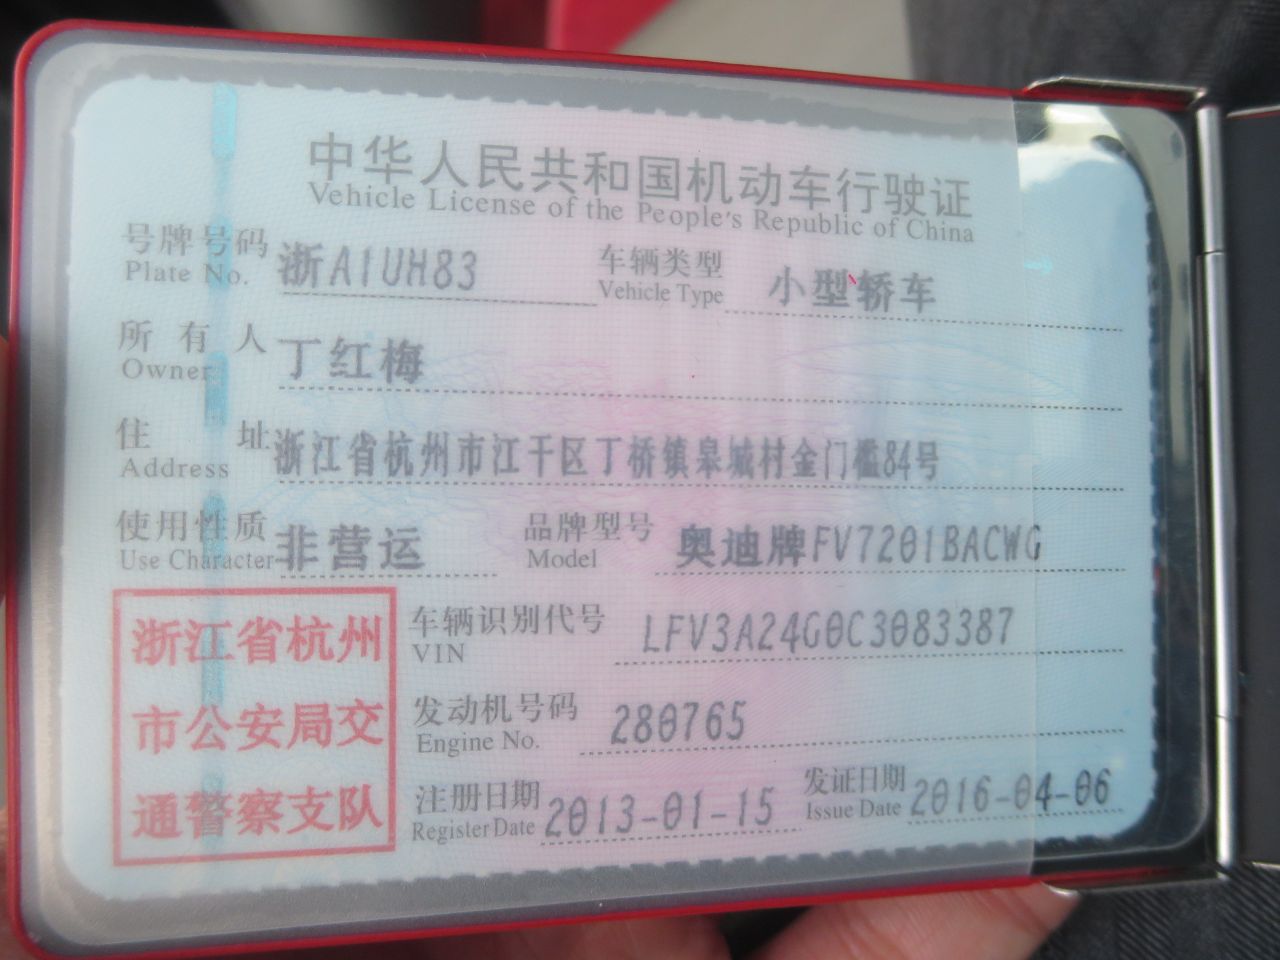 中华人民共和国机动车行驶证
Vehicle License of the People's Republic of China
号牌号码 浙A1UH83 车辆类型 小型轿车
Plate No. Vehicle Type
所有人 丁红梅
Owner
住址 浙江省杭州市江干区丁桥镇皋城村金门槛84号
Address
使用性质 非营运 品牌型号 奥迪牌FV7201BACWG
Use Character Model
车辆识别代号 LFV3A24G0C3083387
VIN
发动机号码 280765
Engine No.
注册日期 2013-01-15 发证日期 2016-04-06
Register Date Issue Date
浙江省杭州
市公安局交
通警察支队